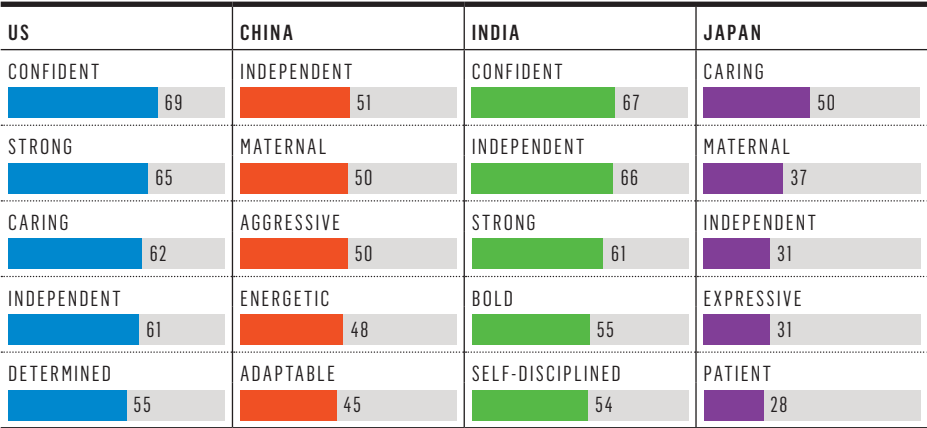 US
CHINA
INDIA
JAPAN
CONFIDENT
INDEPENDENT
CONFIDENT
CARING
69
51
67
50
STRONG
MATERNAL
INDEPENDENT
MATERNAL
65
50
66
37
CARING
AGGRESSIVE
STRONG
INDEPENDENT
62
50
61
31
INDEPENDENT
ENERGETIC
BOLD
EXPRESSIVE
61
48
55
31
DETERMINED
ADAPTABLE
SELF-DISCIPLINED
PATIENT
55
45
54
28